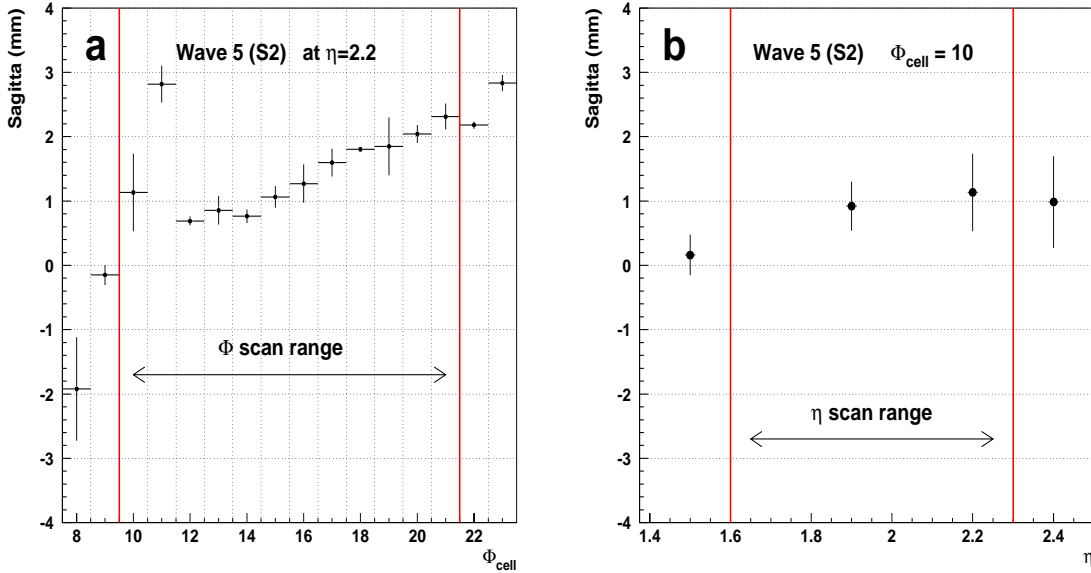 a
Wave 5 (S2) at η=2.2
Sagitta (mm)
4
3
2
1
0
-1
-2
-3
-4
Φ scan range
8 10 12 14 16 18 20 22
Φcell
b
Wave 5 (S2) Φcell = 10
Sagitta (mm)
4
3
2
1
0
-1
-2
-3
-4
η scan range
1.4 1.6 1.8 2 2.2 2.4
η